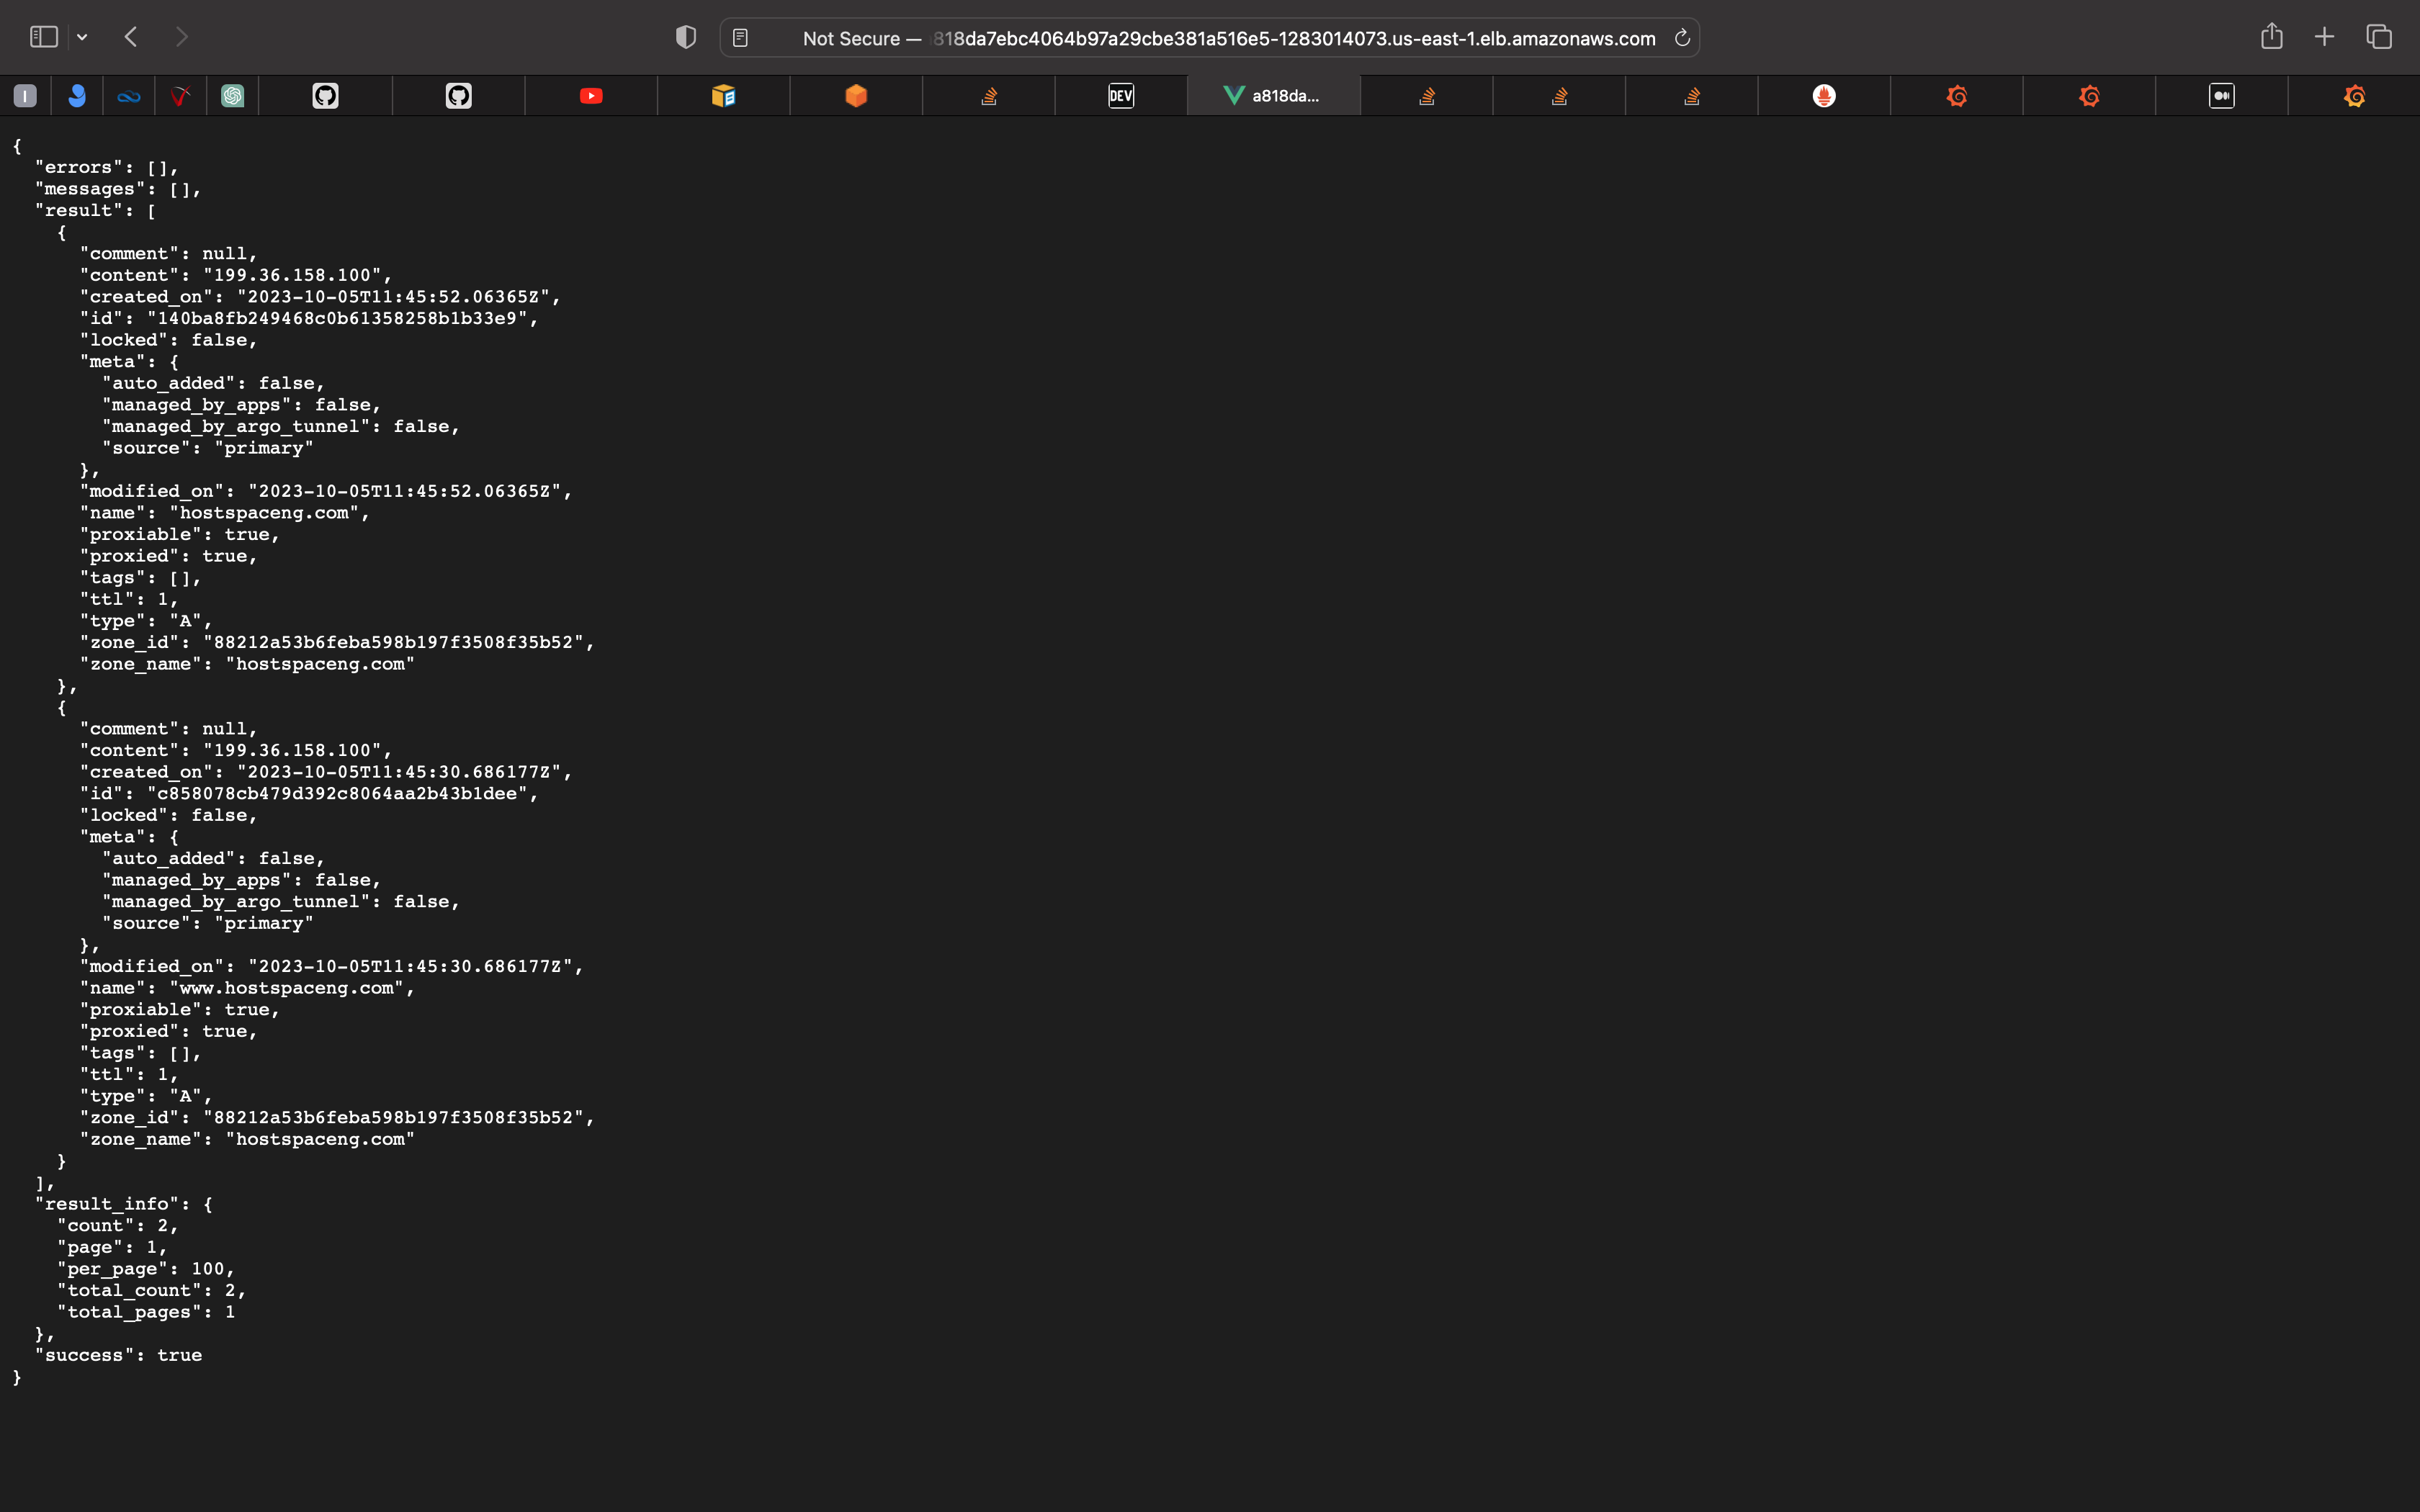 Not Secure — 818da7ebc4064b97a29cbe381a516e5-1283014073.us-east-1.elb.amazonaws.com
I
DEV
a818da...
{
  "errors": [],
  "messages": [],
  "result": [
    {
      "comment": null,
      "content": "199.36.158.100",
      "created_on": "2023-10-05T11:45:52.06365Z",
      "id": "140ba8fb249468c0b61358258b1b33e9",
      "locked": false,
      "meta": {
        "auto_added": false,
        "managed_by_apps": false,
        "managed_by_argo_tunnel": false,
        "source": "primary"
      },
      "modified_on": "2023-10-05T11:45:52.06365Z",
      "name": "hostspaceng.com",
      "proxiable": true,
      "proxied": true,
      "tags": [],
      "ttl": 1,
      "type": "A",
      "zone_id": "88212a53b6feba598b197f3508f35b52",
      "zone_name": "hostspaceng.com"
    },
    {
      "comment": null,
      "content": "199.36.158.100",
      "created_on": "2023-10-05T11:45:30.686177Z",
      "id": "c858078cb479d392c8064aa2b43b1dee",
      "locked": false,
      "meta": {
        "auto_added": false,
        "managed_by_apps": false,
        "managed_by_argo_tunnel": false,
        "source": "primary"
      },
      "modified_on": "2023-10-05T11:45:30.686177Z",
      "name": "www.hostspaceng.com",
      "proxiable": true,
      "proxied": true,
      "tags": [],
      "ttl": 1,
      "type": "A",
      "zone_id": "88212a53b6feba598b197f3508f35b52",
      "zone_name": "hostspaceng.com"
    }
  ],
  "result_info": {
    "count": 2,
    "page": 1,
    "per_page": 100,
    "total_count": 2,
    "total_pages": 1
  },
  "success": true
}